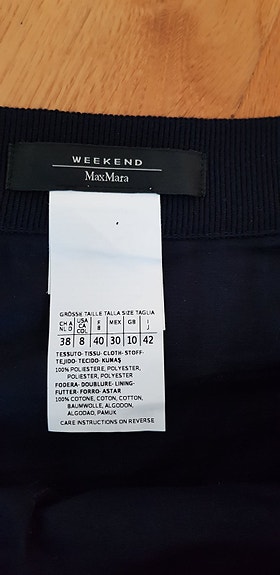 WEEKEND
MaxMara
GRÖSSE TAILLE TALLA SIZE TAGLIA
CH A NL D | USA CA COL | F B | MEX | GB | I J
38 | 8 | 40 | 30 | 10 | 42
TESSUTO· TISSU· CLOTH· STOFF·
TEJIDO· TECIDO· KUMAŞ
100% POLIESTERE, POLYESTER,
POLIESTER, POLYESTER
FODERA· DOUBLURE· LINING·
FUTTER· FORRO· ASTAR
100% COTONE, COTON, COTTON,
BAUMWOLLE, ALGODON,
ALGODAO, PAMUK
CARE INSTRUCTIONS ON REVERSE